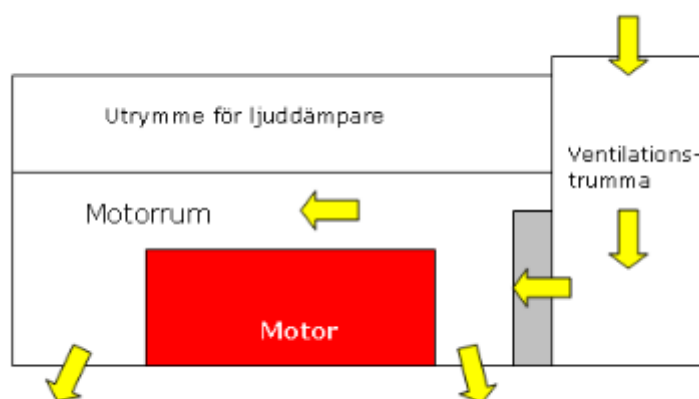 Utrymme för ljuddämpare
Ventilations-
trumma
Motorrum
Motor